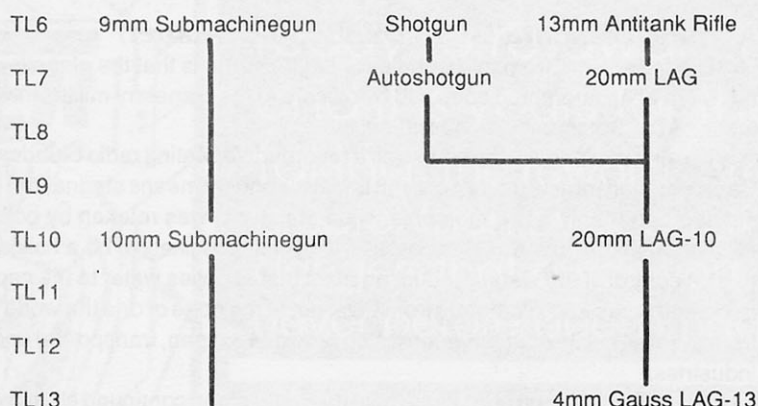 TL6 9mm Submachinegun Shotgun 13mm Antitank Rifle
TL7 Autoshotgun 20mm LAG
TL8
TL9
TL10 10mm Submachinegun 20mm LAG-10
TL11
TL12
TL13 4mm Gauss LAG-13